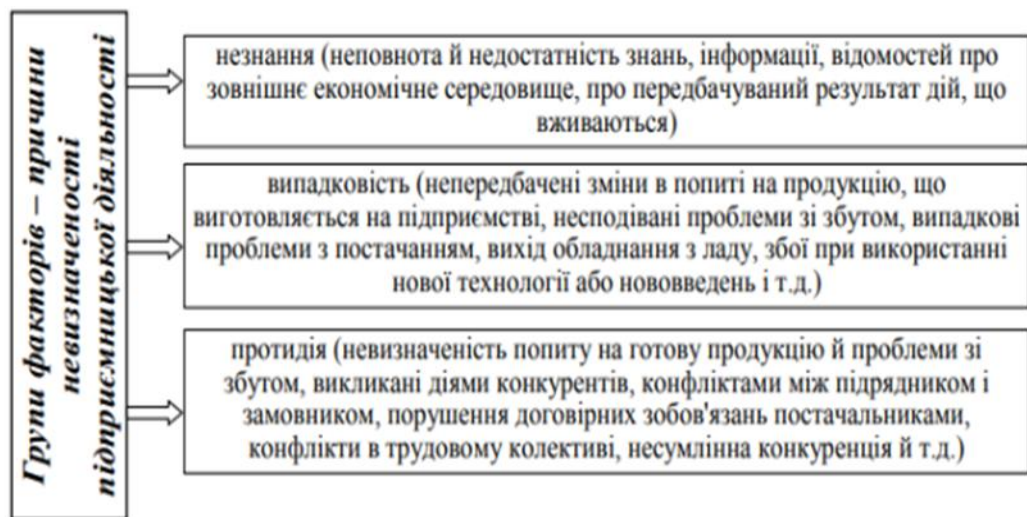 Групи факторів – причини
невизначеності
підприємницької діяльності
незнання (неповнота й недостатність знань, інформації, відомостей про
зовнішнє економічне середовище, про передбачуваний результат дій, що
вживаються)
випадковість (непередбачені зміни в попиті на продукцію, що
виготовляється на підприємстві, несподівані проблеми зі збутом, випадкові
проблеми з постачанням, вихід обладнання з ладу, збої при використанні
нової технології або нововведень і т.д.)
протидія (невизначеність попиту на готову продукцію й проблеми зі
збутом, викликані діями конкурентів, конфліктами між підрядником і
замовником, порушення договірних зобов'язань постачальниками,
конфлікти в трудовому колективі, несумлінна конкуренція й т.д.)